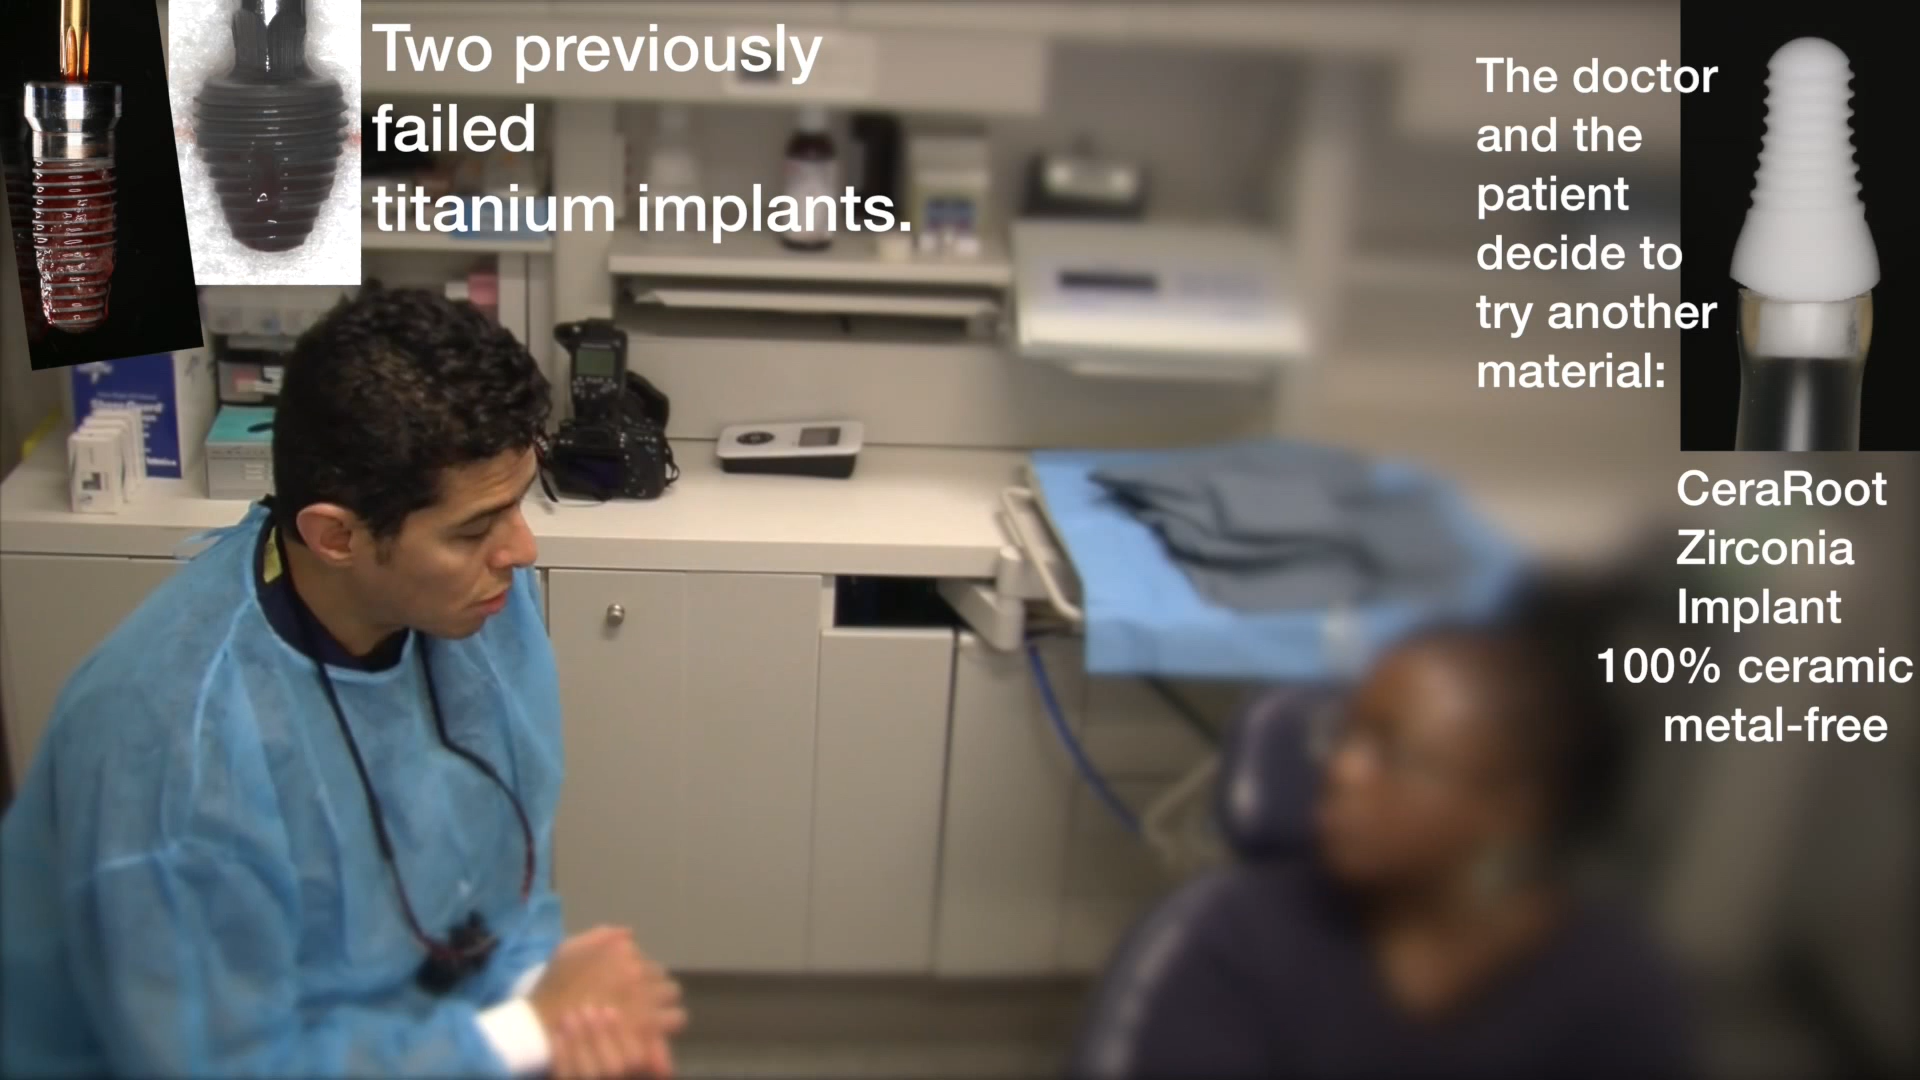 Two previously
failed
titanium implants.
The doctor
and the
patient
decide to
try another
material:
CeraRoot
Zirconia
Implant
100% ceramic
metal-free